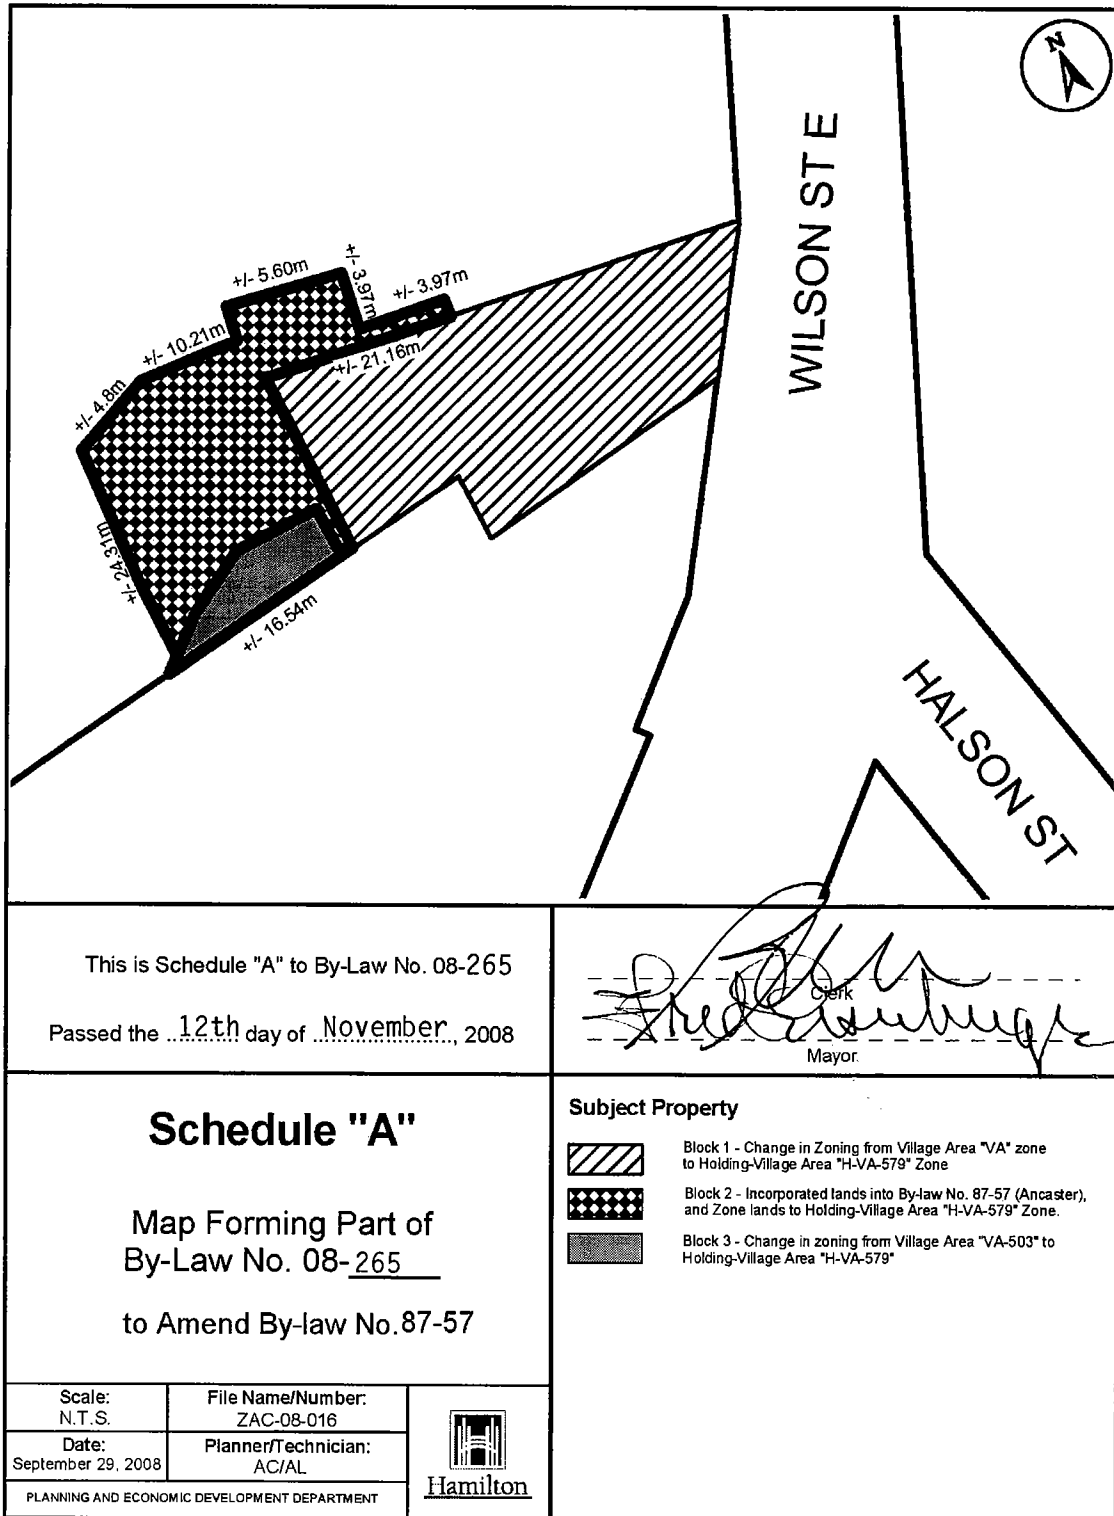 N
WILSON ST E
HALSON ST
+/- 5.60m
+/- 3.97m
+/- 3.97m
+/- 10.21m
+/- 21.16m
+/- 4.8m
+/- 24.31m
+/- 16.54m
This is Schedule "A" to By-Law No. 08-265
Passed the ..12th.. day of ..November.., 2008
Clerk
Mayor
Schedule "A"
Map Forming Part of
By-Law No. 08-265
to Amend By-law No.87-57
Scale:
N.T.S.
File Name/Number:
ZAC-08-016
Date:
September 29, 2008
Planner/Technician:
AC/AL
PLANNING AND ECONOMIC DEVELOPMENT DEPARTMENT
Hamilton
Subject Property
Block 1 - Change in Zoning from Village Area "VA" zone
to Holding-Village Area "H-VA-579" Zone
Block 2 - Incorporated lands into By-law No. 87-57 (Ancaster),
and Zone lands to Holding-Village Area "H-VA-579" Zone.
Block 3 - Change in zoning from Village Area "VA-503" to
Holding-Village Area "H-VA-579"